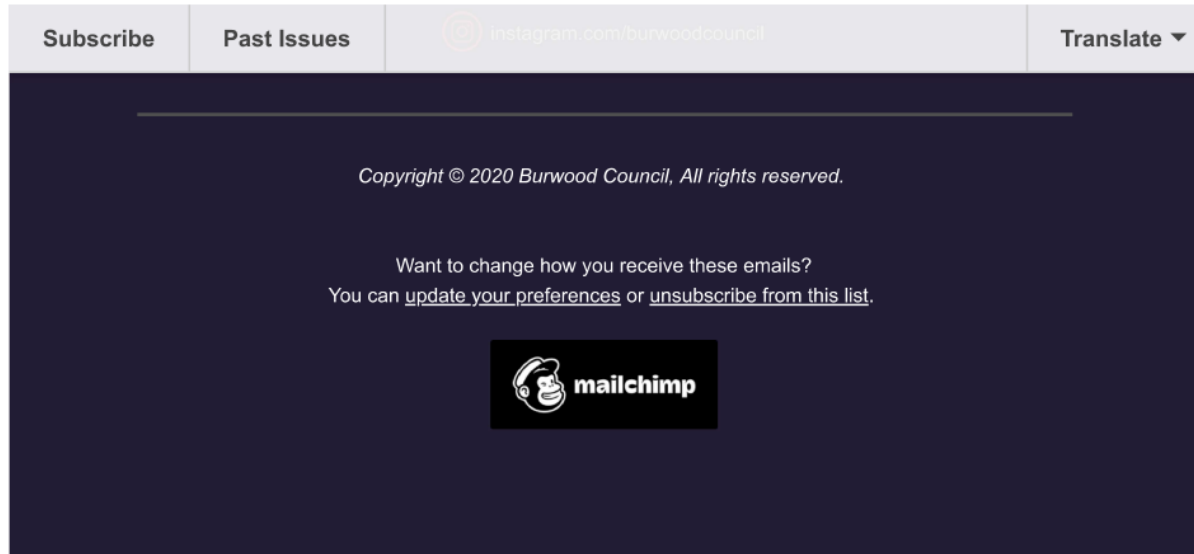 Subscribe
Past Issues
instagram.com/burwoodcouncil
Translate
Copyright © 2020 Burwood Council, All rights reserved.
Want to change how you receive these emails?
You can update your preferences or unsubscribe from this list.
mailchimp